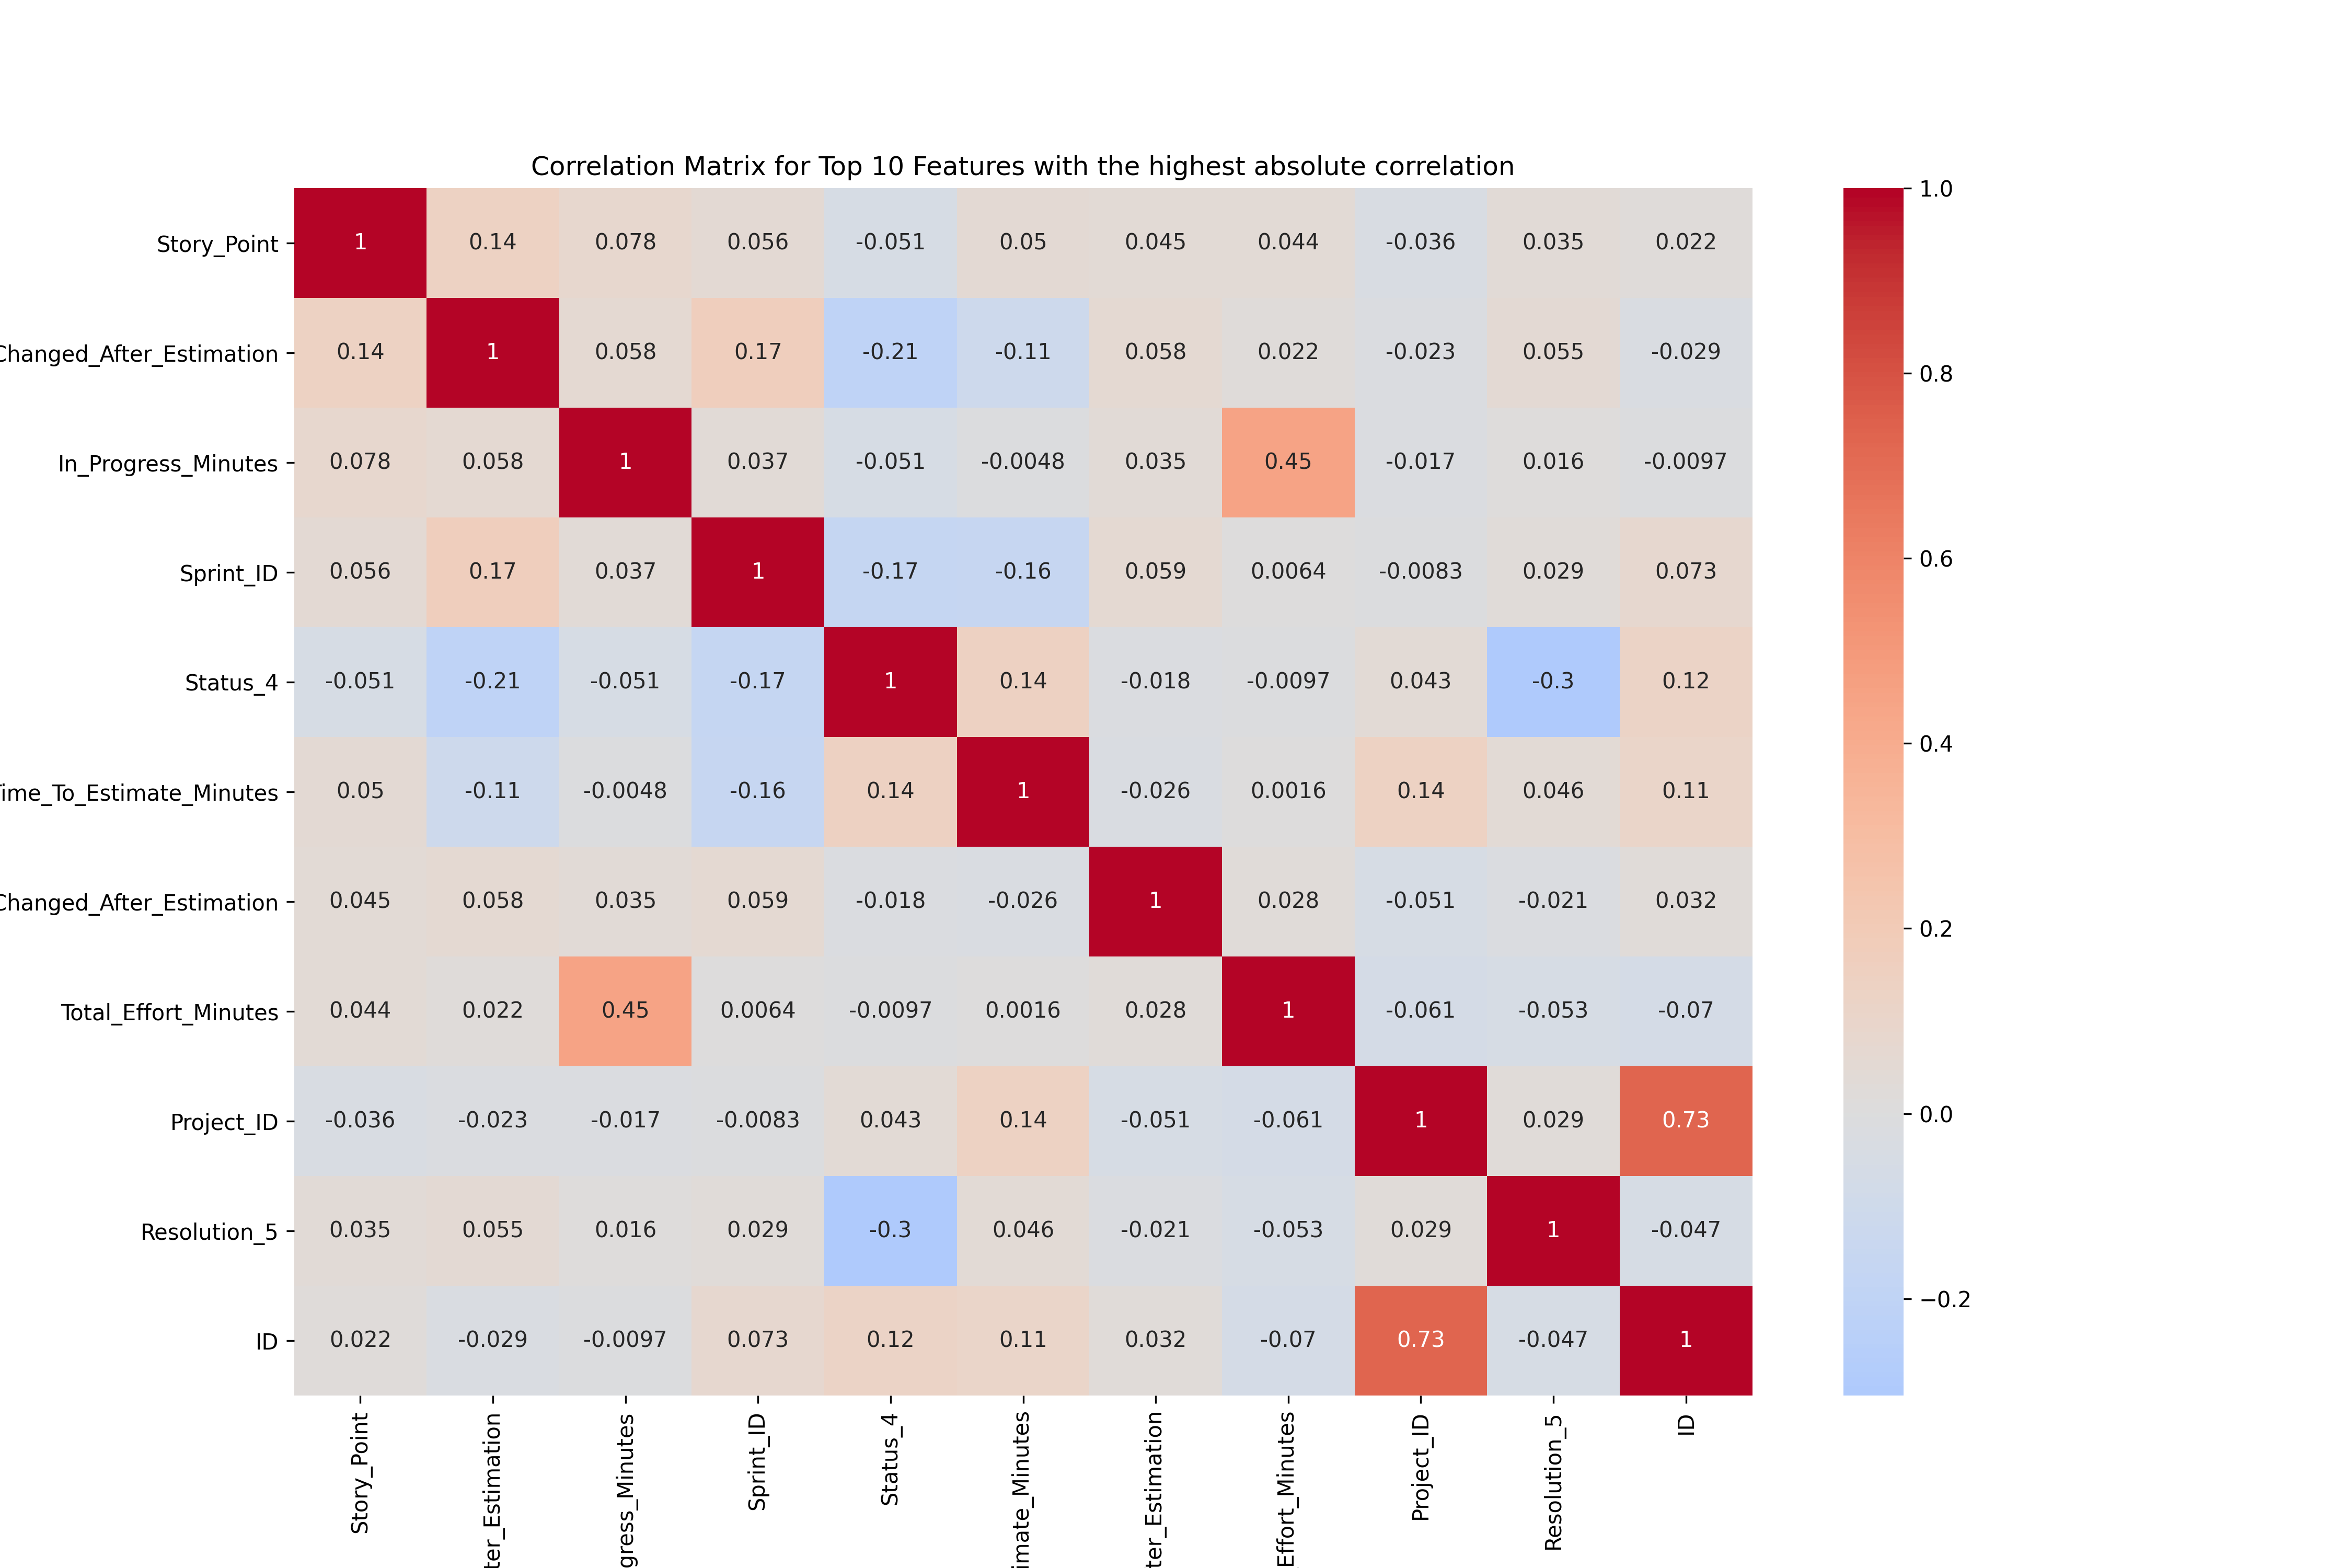 Correlation Matrix for Top 10 Features with the highest absolute correlation
Story_Point 1 0.14 0.078 0.056 -0.051 0.05 0.045 0.044 -0.036 0.035 0.022
Changed_After_Estimation 0.14 1 0.058 0.17 -0.21 -0.11 0.058 0.022 -0.023 0.055 -0.029
In_Progress_Minutes 0.078 0.058 1 0.037 -0.051 -0.0048 0.035 0.45 -0.017 0.016 -0.0097
Sprint_ID 0.056 0.17 0.037 1 -0.17 -0.16 0.059 0.0064 -0.0083 0.029 0.073
Status_4 -0.051 -0.21 -0.051 -0.17 1 0.14 -0.018 -0.0097 0.043 -0.3 0.12
Time_To_Estimate_Minutes 0.05 -0.11 -0.0048 -0.16 0.14 1 -0.026 0.0016 0.14 0.046 0.11
Changed_After_Estimation 0.045 0.058 0.035 0.059 -0.018 -0.026 1 0.028 -0.051 -0.021 0.032
Total_Effort_Minutes 0.044 0.022 0.45 0.0064 -0.0097 0.0016 0.028 1 -0.061 -0.053 -0.07
Project_ID -0.036 -0.023 -0.017 -0.0083 0.043 0.14 -0.051 -0.061 1 0.029 0.73
Resolution_5 0.035 0.055 0.016 0.029 -0.3 0.046 -0.021 -0.053 0.029 1 -0.047
ID 0.022 -0.029 -0.0097 0.073 0.12 0.11 0.032 -0.07 0.73 -0.047 1
Story_Point
ter_Estimation
gress_Minutes
Sprint_ID
Status_4
imate_Minutes
ter_Estimation
Effort_Minutes
Project_ID
Resolution_5
ID
1.0
0.8
0.6
0.4
0.2
0.0
−0.2